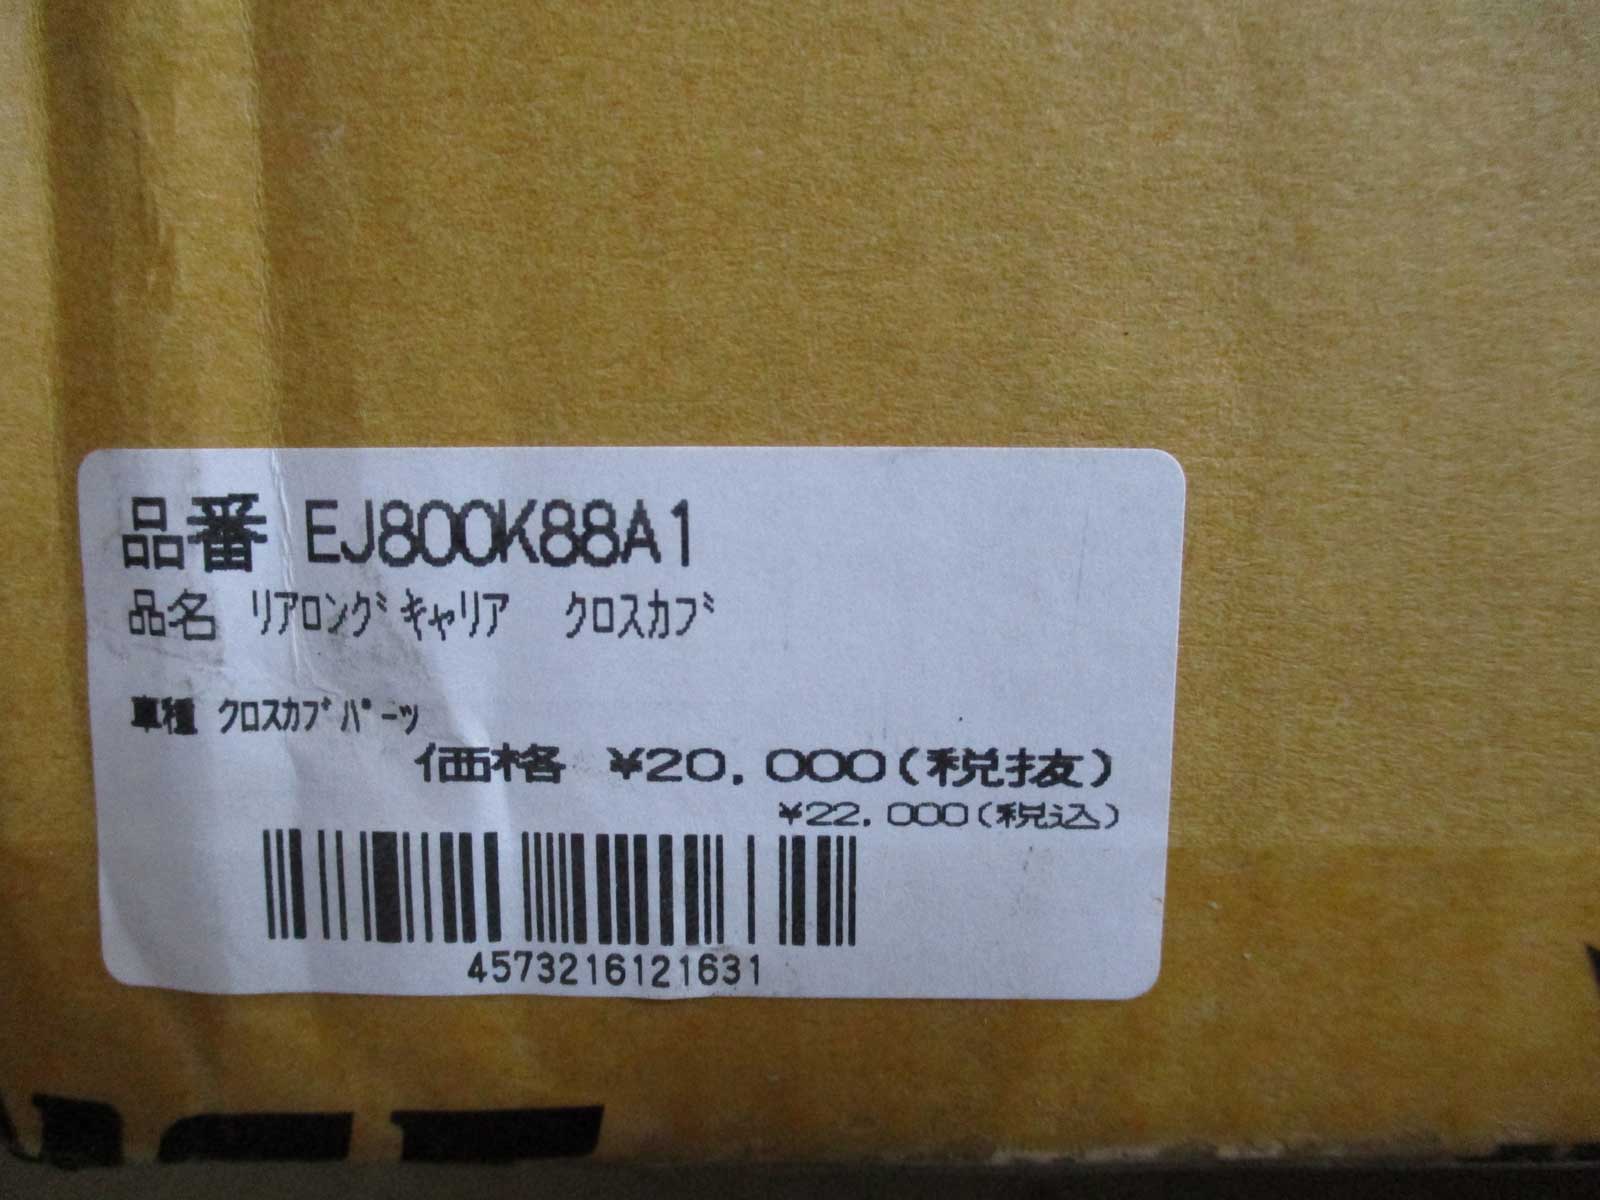 品番 EJ800K88A1
品名 ﾘｱﾛﾝｸﾞｷｬﾘｱ ｸﾛｽｶﾌﾞ
車種 ｸﾛｽｶﾌﾞﾊﾟｰﾂ
価格 ¥20,000(税抜)
¥22,000(税込)
4573216121631